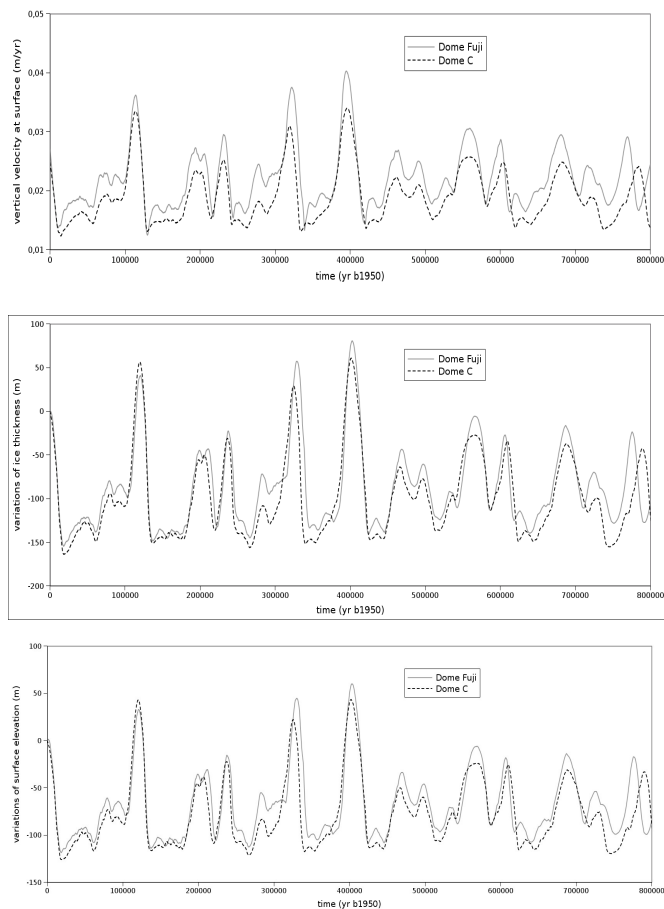 0,05
0,04
0,03
0,02
0,01
vertical velocity at surface (m/yr)
Dome Fuji
Dome C
0 100000 200000 300000 400000 500000 600000 700000 800000
time (yr b1950)
100
50
0
-50
-100
-150
-200
variations of ice thickness (m)
Dome Fuji
Dome C
0 100000 200000 300000 400000 500000 600000 700000 800000
time (yr b1950)
100
50
0
-50
-100
-150
variations of surface elevation (m)
Dome Fuji
Dome C
0 100000 200000 300000 400000 500000 600000 700000 800000
time (yr b1950)